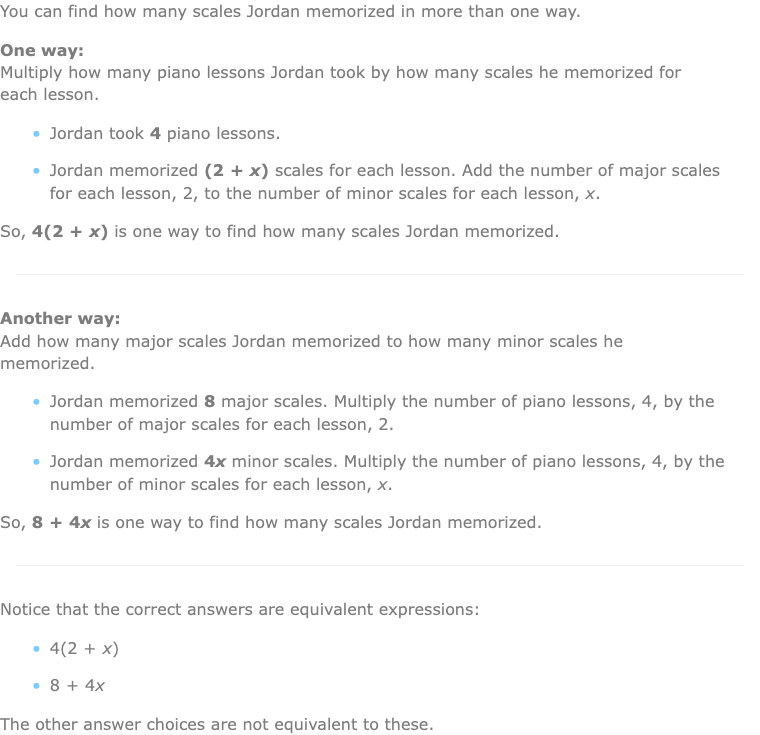 You can find how many scales Jordan memorized in more than one way.
One way:
Multiply how many piano lessons Jordan took by how many scales he memorized for
each lesson.
• Jordan took 4 piano lessons.
• Jordan memorized (2 + x) scales for each lesson. Add the number of major scales
for each lesson, 2, to the number of minor scales for each lesson, x.
So, 4(2 + x) is one way to find how many scales Jordan memorized.
Another way:
Add how many major scales Jordan memorized to how many minor scales he
memorized.
• Jordan memorized 8 major scales. Multiply the number of piano lessons, 4, by the
number of major scales for each lesson, 2.
• Jordan memorized 4x minor scales. Multiply the number of piano lessons, 4, by the
number of minor scales for each lesson, x.
So, 8 + 4x is one way to find how many scales Jordan memorized.
Notice that the correct answers are equivalent expressions:
• 4(2 + x)
• 8 + 4x
The other answer choices are not equivalent to these.